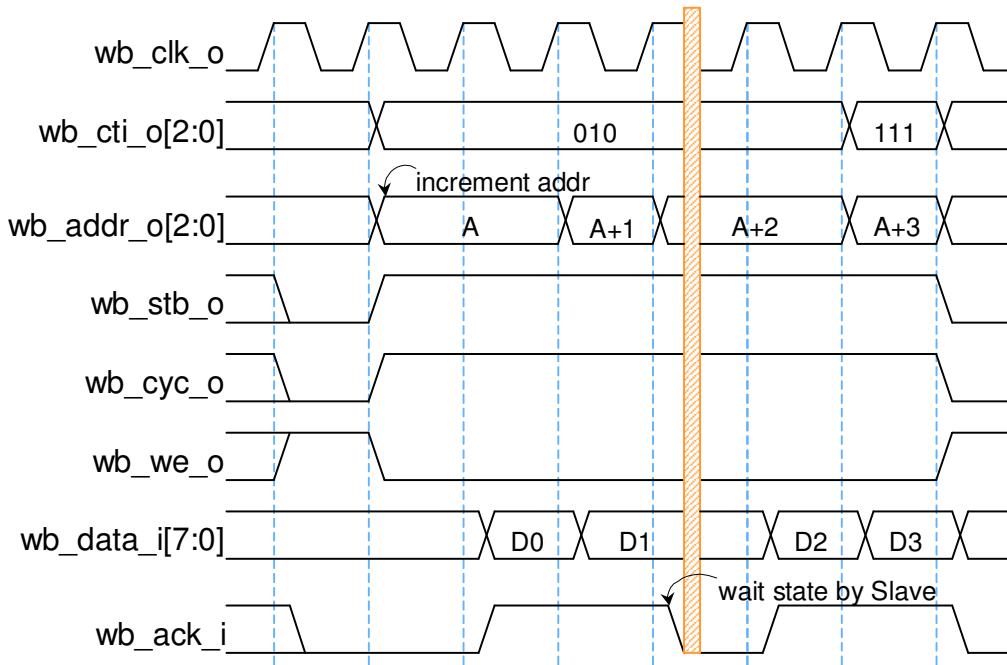 wb_clk_o
wb_cti_o[2:0]
010
111
increment addr
wb_addr_o[2:0]
A
A+1
A+2
A+3
wb_stb_o
wb_cyc_o
wb_we_o
wb_data_i[7:0]
D0
D1
D2
D3
wait state by Slave
wb_ack_i